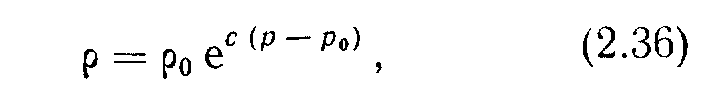 ρ = ρ₀ e^{c (p − p₀)}, (2.36)